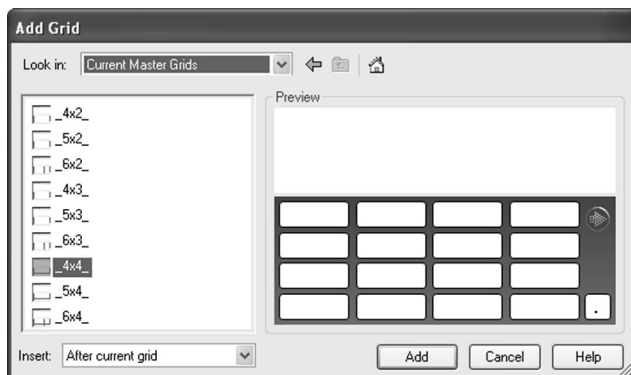 Add Grid
Look in: Current Master Grids
Preview
_4x2_
_5x2_
_6x2_
_4x3_
_5x3_
_6x3_
_4x4_
_5x4_
_6x4_
.
Insert: After current grid
Add Cancel Help